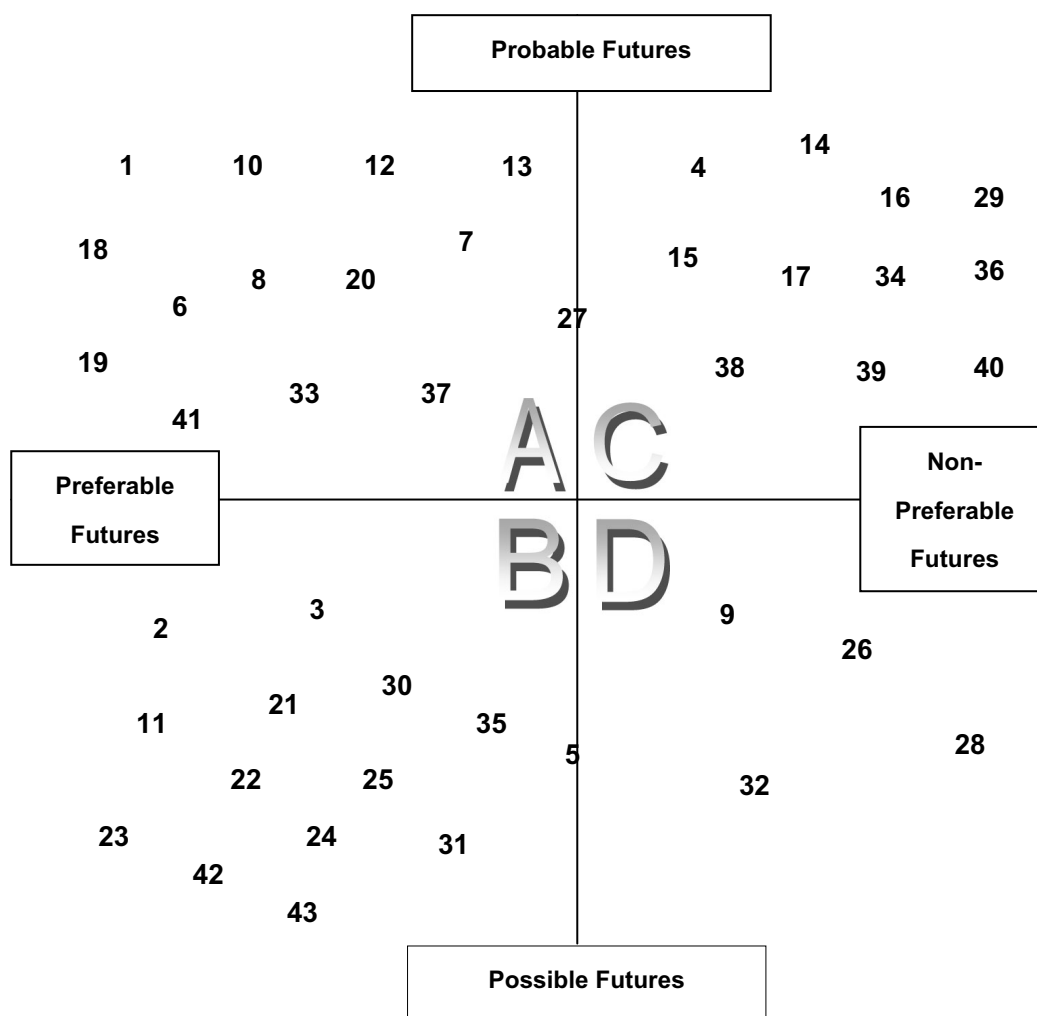 Probable Futures
14
1 10 12 13 4
16 29
18 7 15
8 20 17 34 36
6 27
19 38 39 40
33 37
41
A C
Preferable
Futures
Non-
Preferable
Futures
B D
2 3 9
26
21 30
11 35 28
5
22 25 32
23 24 31
42
43
Possible Futures